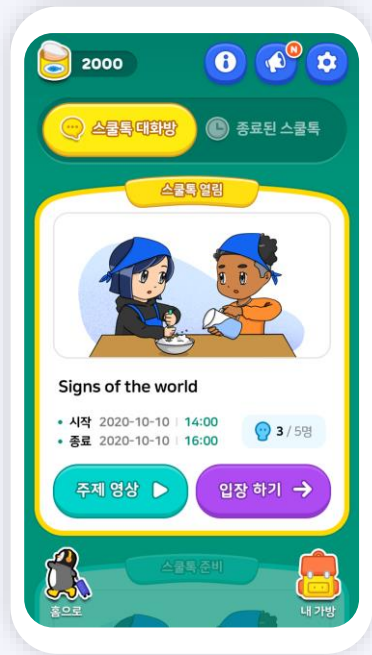 2000
N
스쿨톡 대화방
종료된 스쿨톡
스쿨톡 열림
Signs of the world
• 시작 2020-10-10 | 14:00
• 종료 2020-10-10 | 16:00
3 / 5명
주제 영상
입장 하기 →
스쿨톡 준비
홈으로
내 가방